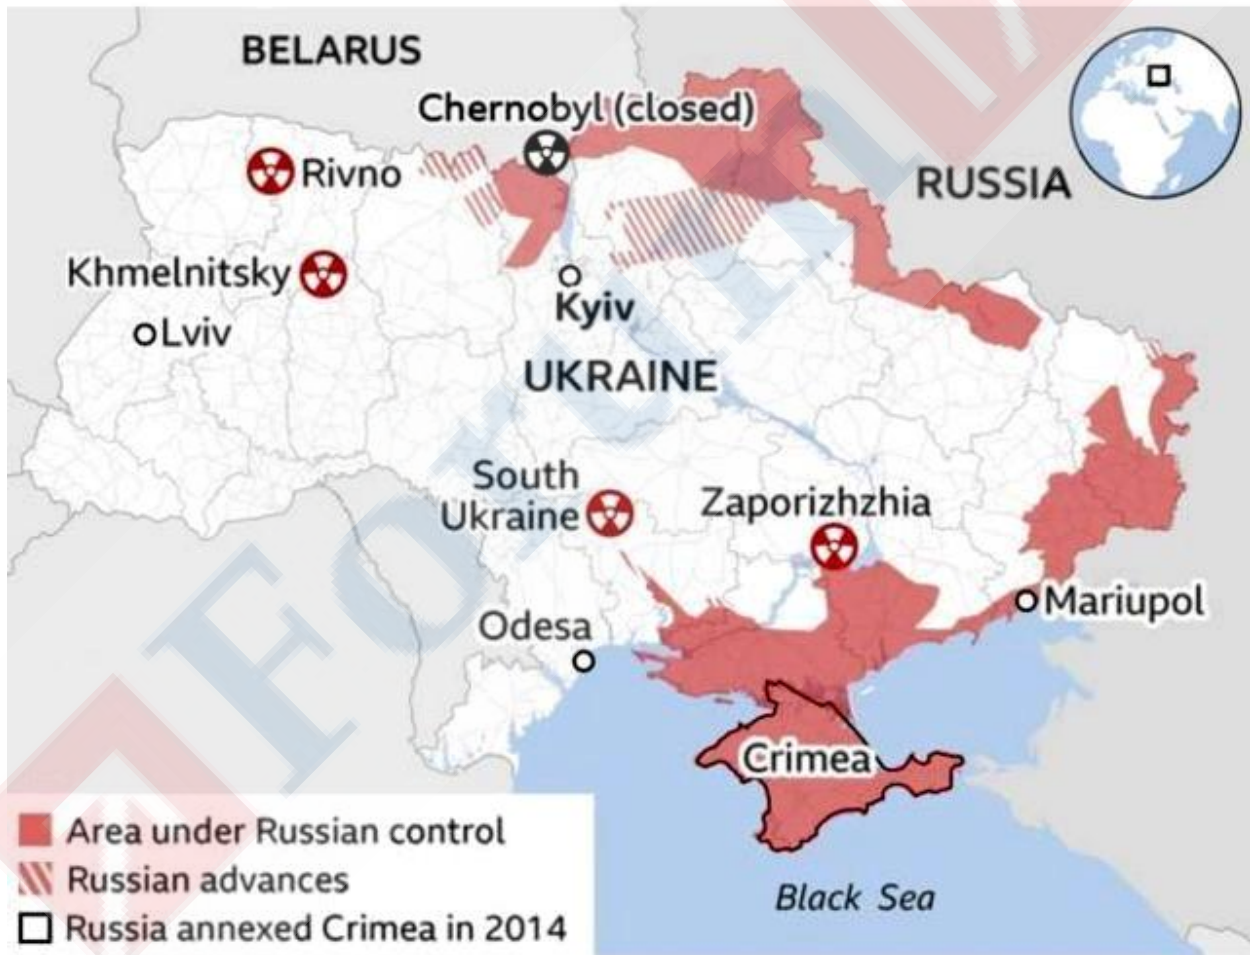 BELARUS
Chernobyl (closed)
Rivno
RUSSIA
Khmelnitsky
Lviv
Kyiv
UKRAINE
South
Ukraine
Zaporizhzhia
Mariupol
Odesa
Crimea
Area under Russian control
Russian advances
Russia annexed Crimea in 2014
Black Sea
ForumIAS